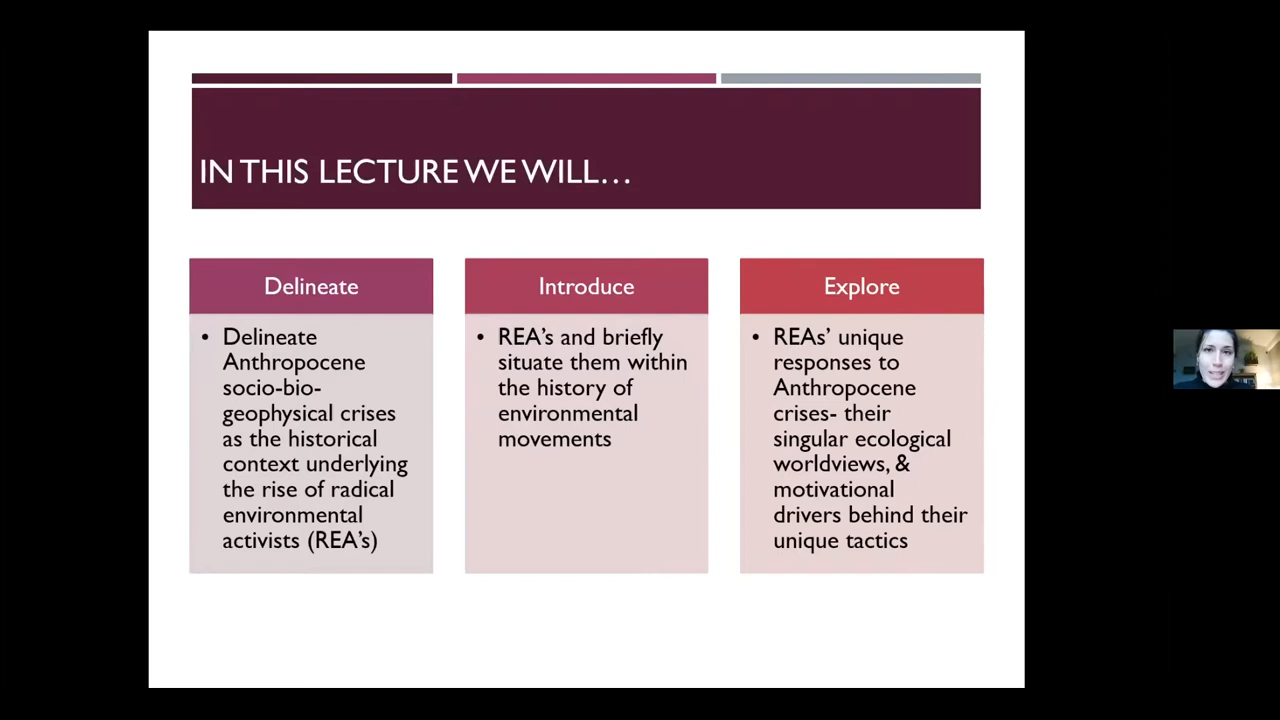 IN THIS LECTURE WE WILL…
Delineate
• Delineate
Anthropocene
socio-bio-
geophysical crises
as the historical
context underlying
the rise of radical
environmental
activists (REA's)
Introduce
• REA's and briefly
situate them within
the history of
environmental
movements
Explore
• REAs' unique
responses to
Anthropocene
crises- their
singular ecological
worldviews, &
motivational
drivers behind their
unique tactics